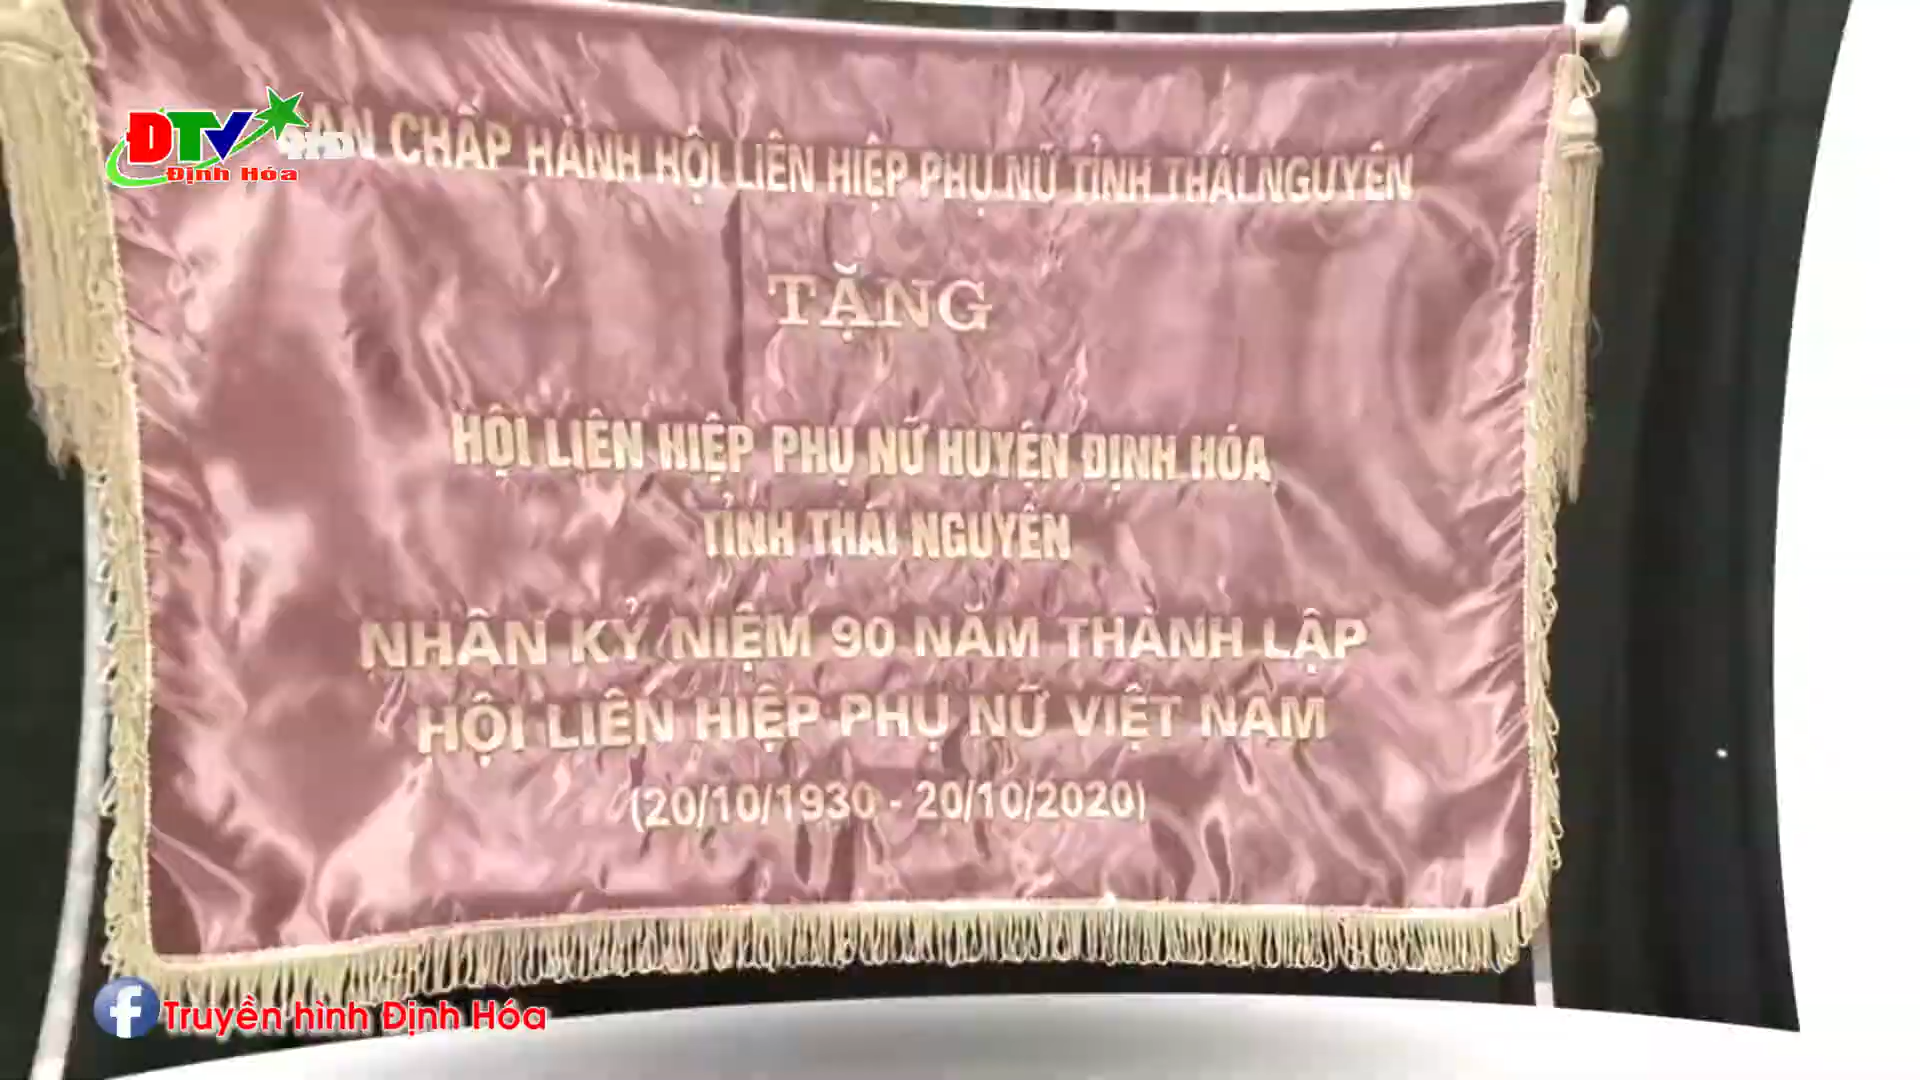 ĐTV
Định Hóa
CHẤP HÀNH HỘI LIÊN HIỆP PHỤ NỮ TỈNH THÁI NGUYÊN
TẶNG
HỘI LIÊN HIỆP PHỤ NỮ HUYỆN ĐỊNH HÓA
TỈNH THÁI NGUYÊN
NHÂN KỶ NIỆM 90 NĂM THÀNH LẬP
HỘI LIÊN HIỆP PHỤ NỮ VIỆT NAM
(20/10/1930 - 20/10/2020)
Truyền hình Định Hóa